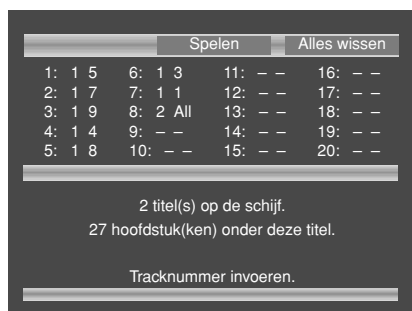 Spelen Alles wissen
1: 1 5 6: 1 3 11: – – 16: – –
2: 1 7 7: 1 1 12: – – 17: – –
3: 1 9 8: 2 All 13: – – 18: – –
4: 1 4 9: – – 14: – – 19: – –
5: 1 8 10: – – 15: – – 20: – –
2 titel(s) op de schijf.
27 hoofdstuk(ken) onder deze titel.
Tracknummer invoeren.